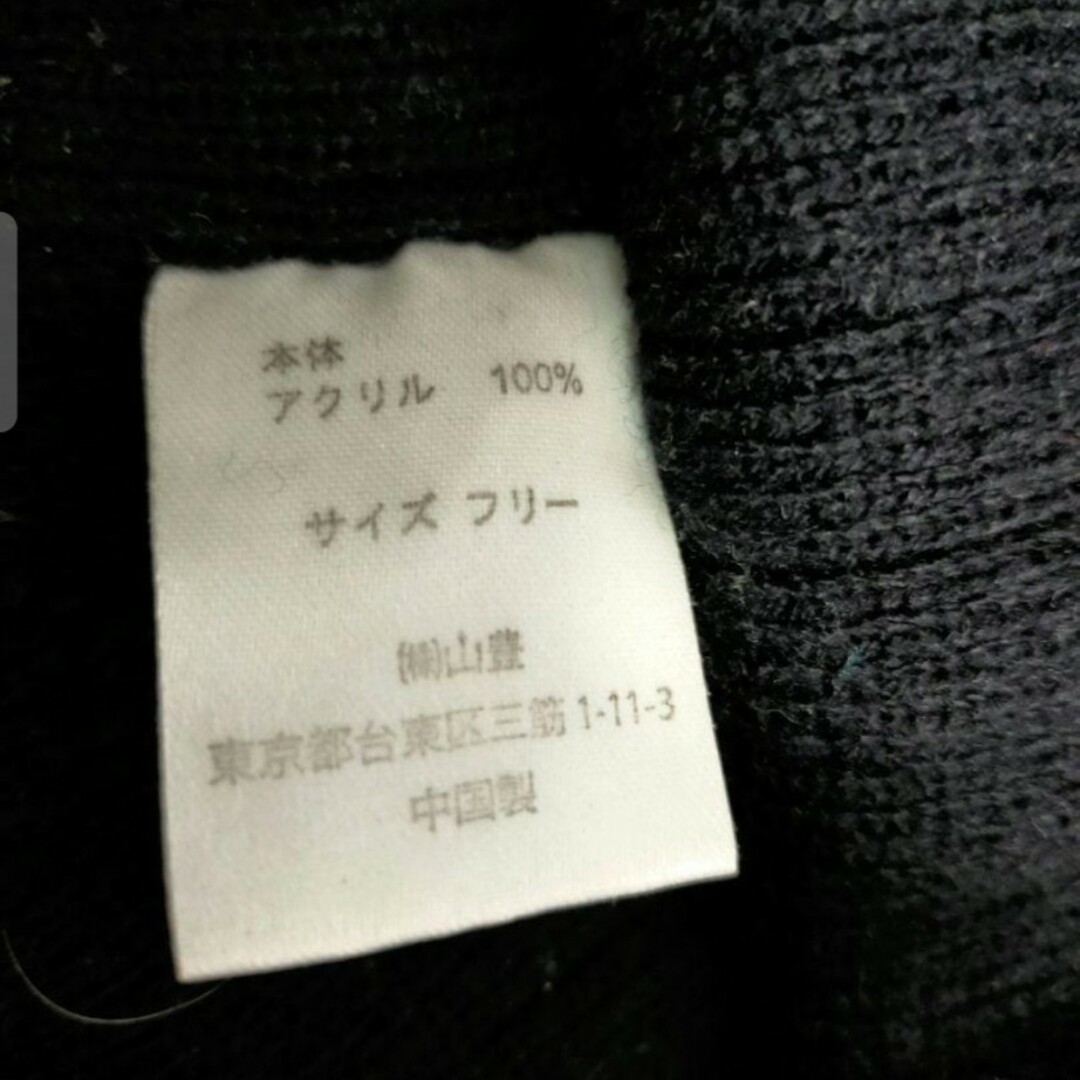 本体
アクリル 100%
サイズ フリー
㈱山豊
東京都台東区三筋1-11-3
中国製